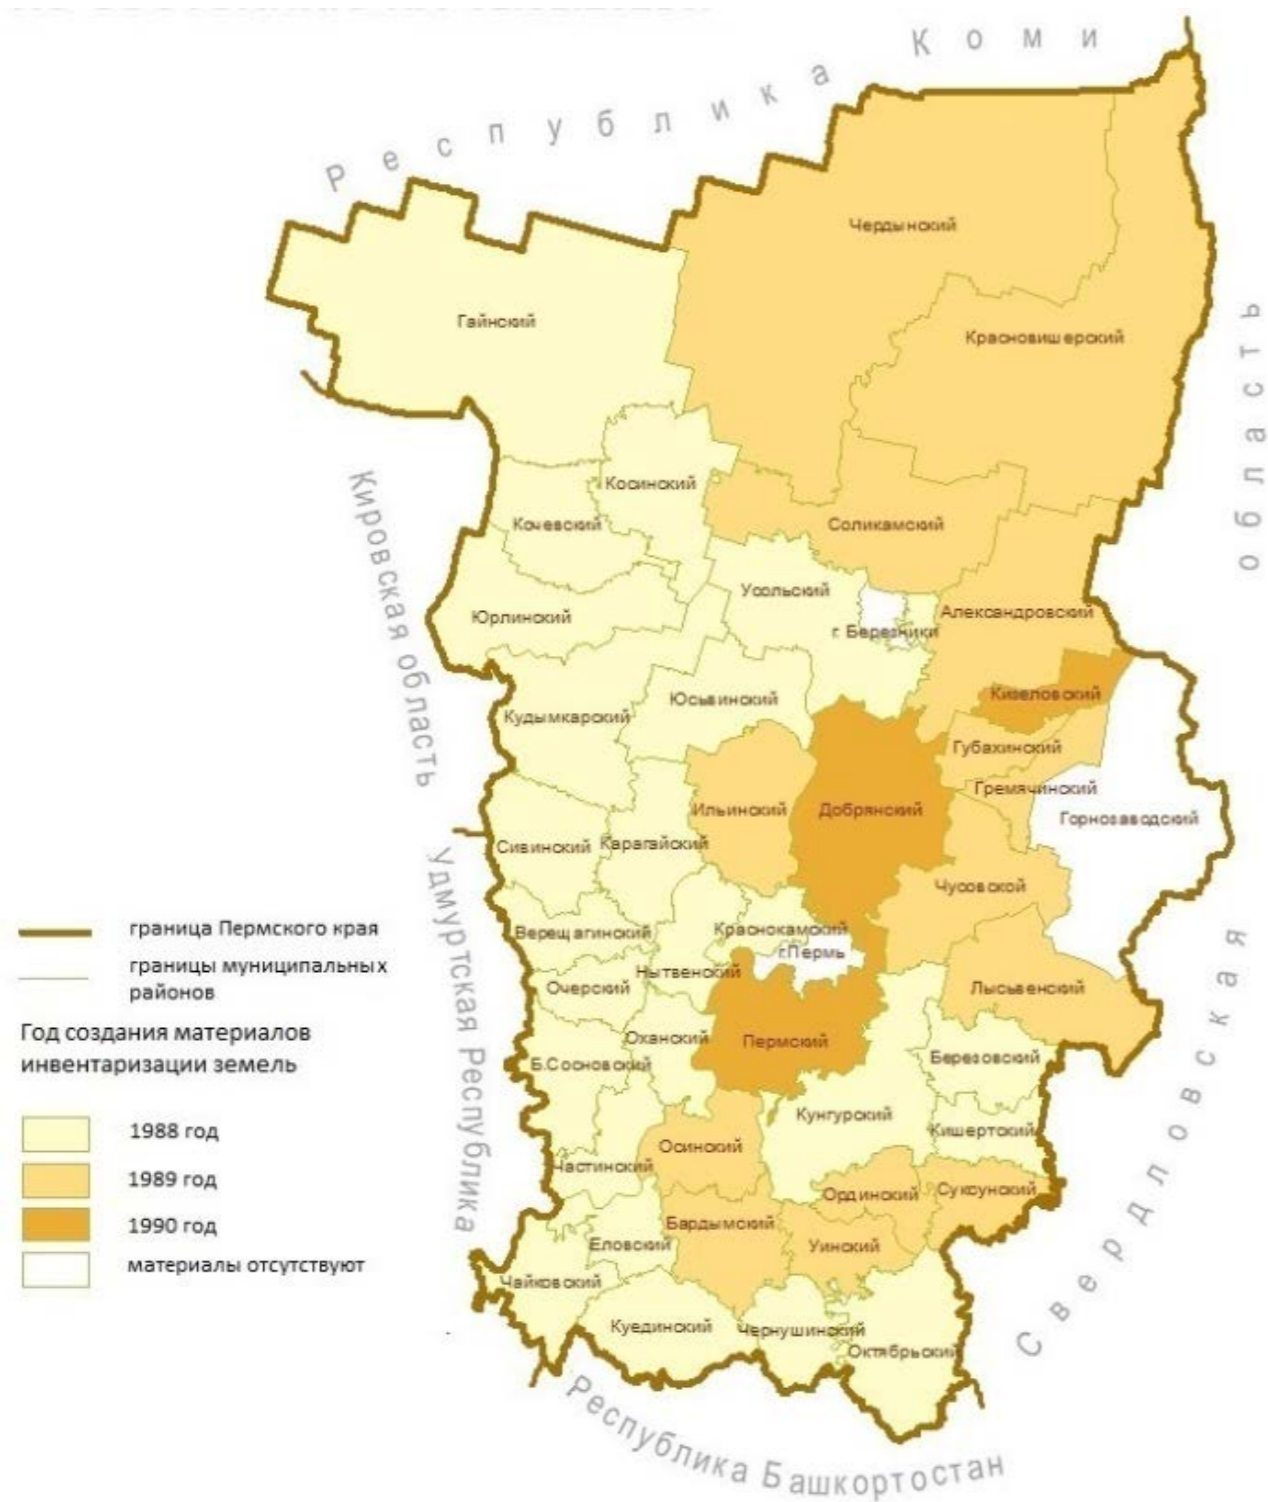 Республика Коми
Чердынский
Гайнский
Красновишерский
область
Косинский
Соликамский
Кочевский
Кировская область
Усольский
Юрлинский
Александровский
г. Березники
Кизеловский
Юсьвинский
Кудымкарский
Губахинский
Гремячинский
Ильинский
Добрянский
Горнозаводский
Сивинский
Карагайский
Чусовской
Удмуртская Республика
Краснокамский
Верещагинский
г.Пермь
Нытвенский
Очерский
Лысьвенский
Оханский
Пермский
Березовский
Б.Сосновский
Кунгурский
Кишертский
Осинский
Частинский
Ординский
Суксунский
Бардымский
Уинский
Еловский
Чайковский
Куединский
Чернушинский
Октябрьский
Свердловская
Республика Башкортостан
граница Пермского края
границы муниципальных
районов
Год создания материалов
инвентаризации земель
1988 год
1989 год
1990 год
материалы отсутствуют